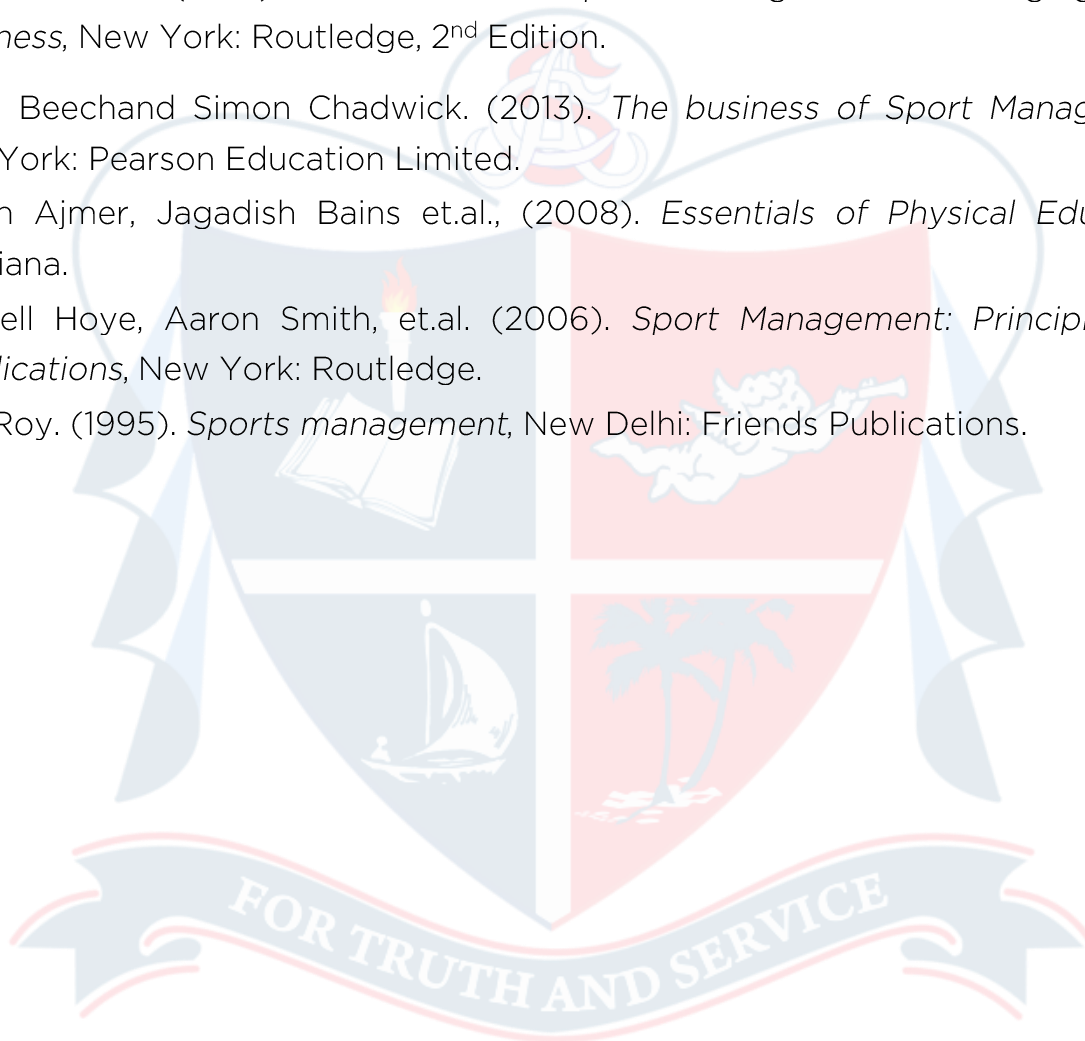 ness, New York: Routledge, 2nd Edition.
Beechand Simon Chadwick. (2013). The business of Sport Manag
York: Pearson Education Limited.
n Ajmer, Jagadish Bains et.al., (2008). Essentials of Physical Edu
iana.
ell Hoye, Aaron Smith, et.al. (2006). Sport Management: Princip
lications, New York: Routledge.
Roy. (1995). Sports management, New Delhi: Friends Publications.
FOR TRUTH AND SERVICE